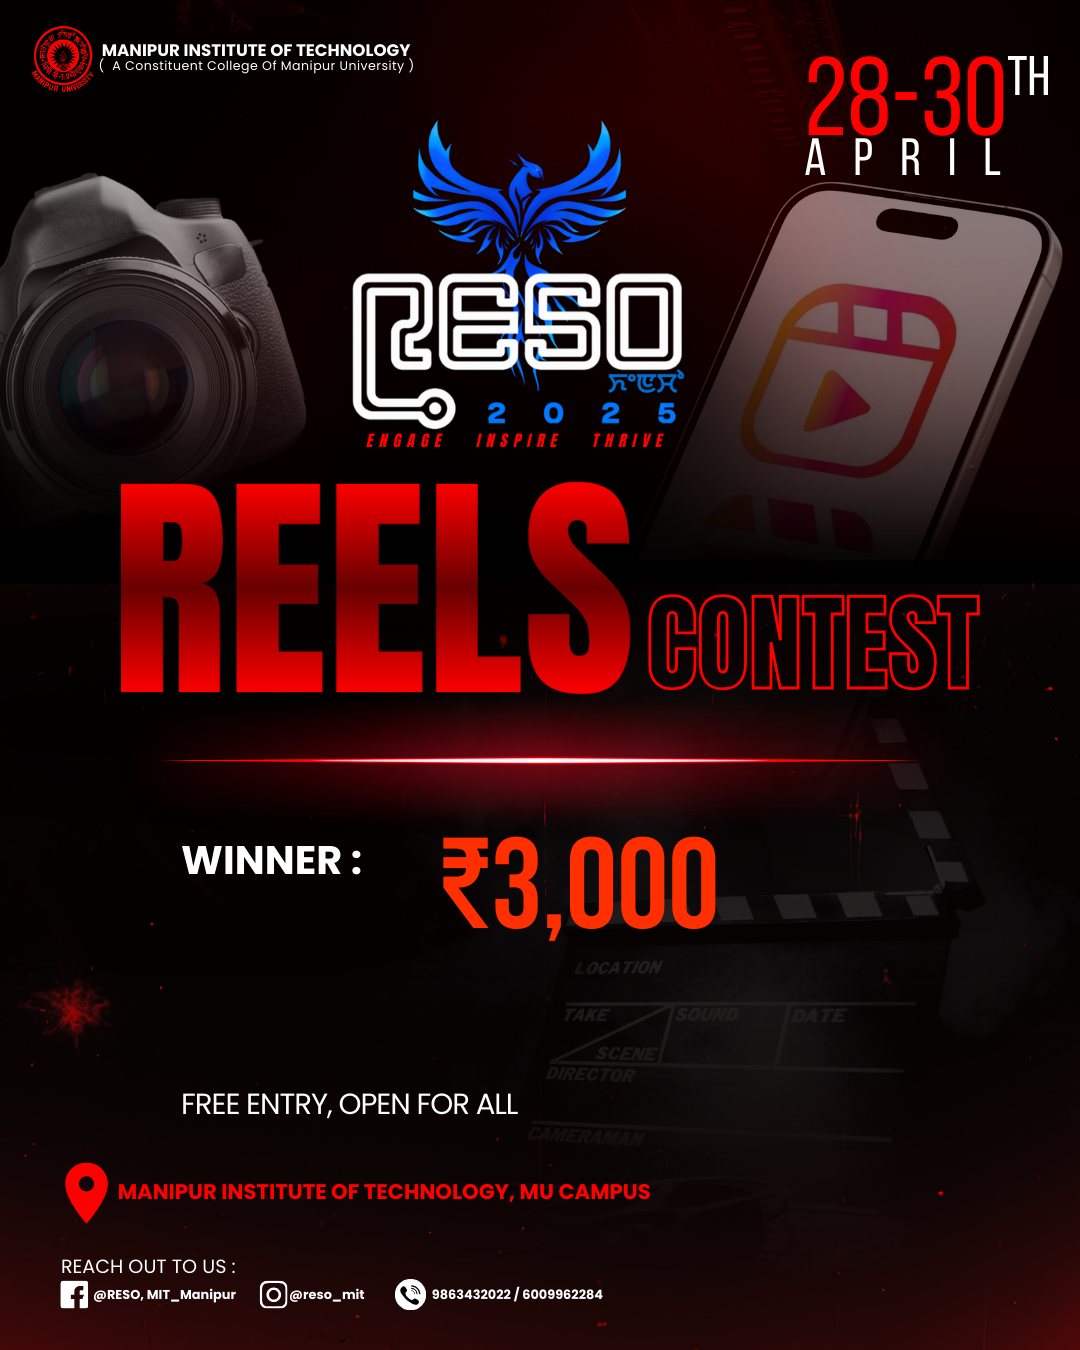 MANIPUR INSTITUTE OF TECHNOLOGY
( A Constituent College Of Manipur University )
MANIPUR UNIVERSITY
28-30TH
APRIL
RESO
2025
ENGAGE INSPIRE THRIVE
REELS CONTEST
WINNER : ₹3,000
LOCATION
TAKE SOUND DATE
SCENE
DIRECTOR
CAMERAMAN
FREE ENTRY, OPEN FOR ALL
MANIPUR INSTITUTE OF TECHNOLOGY, MU CAMPUS
REACH OUT TO US :
@RESO, MIT_Manipur @reso_mit 9863432022 / 6009962284